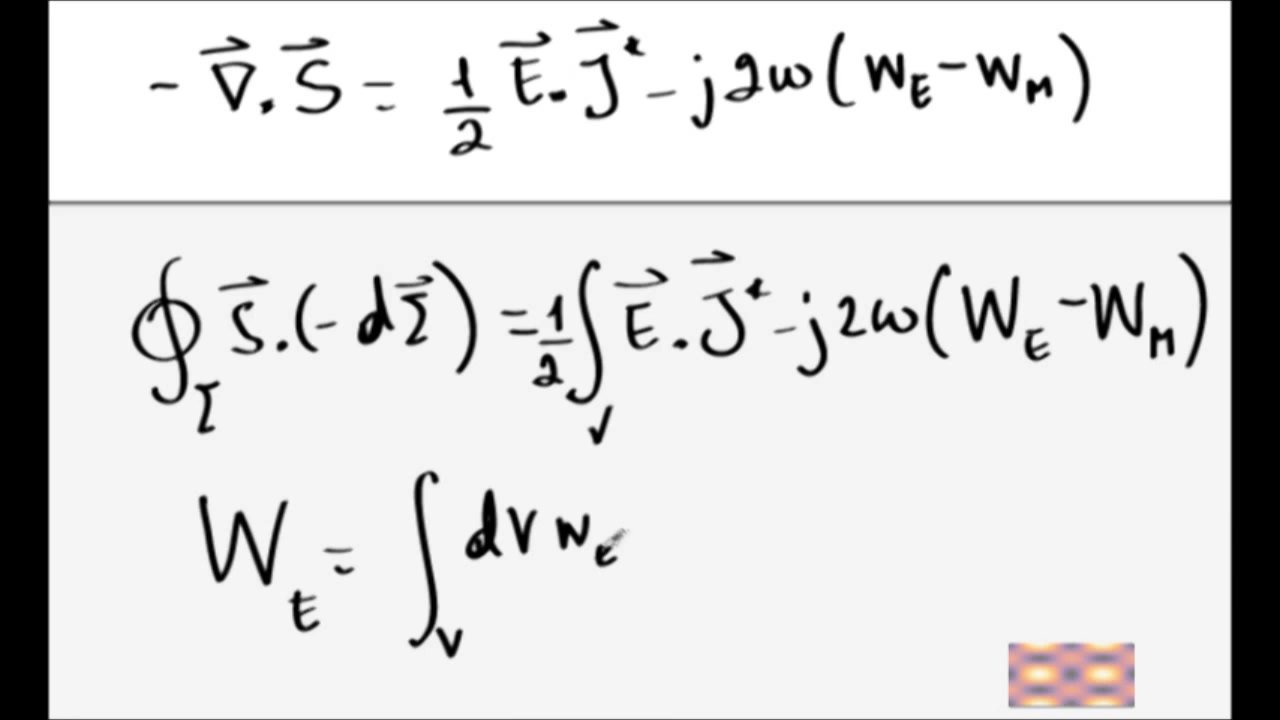 - ∇⃗ . S⃗ = 1/2 E⃗ . J⃗* - j2ω(w_E - w_M)
∮_Σ S⃗ . (- dΣ⃗) = 1/2 ∫_V E⃗ . J⃗* - j2ω(W_E - W_M)
W_E = ∫_V dV w_E